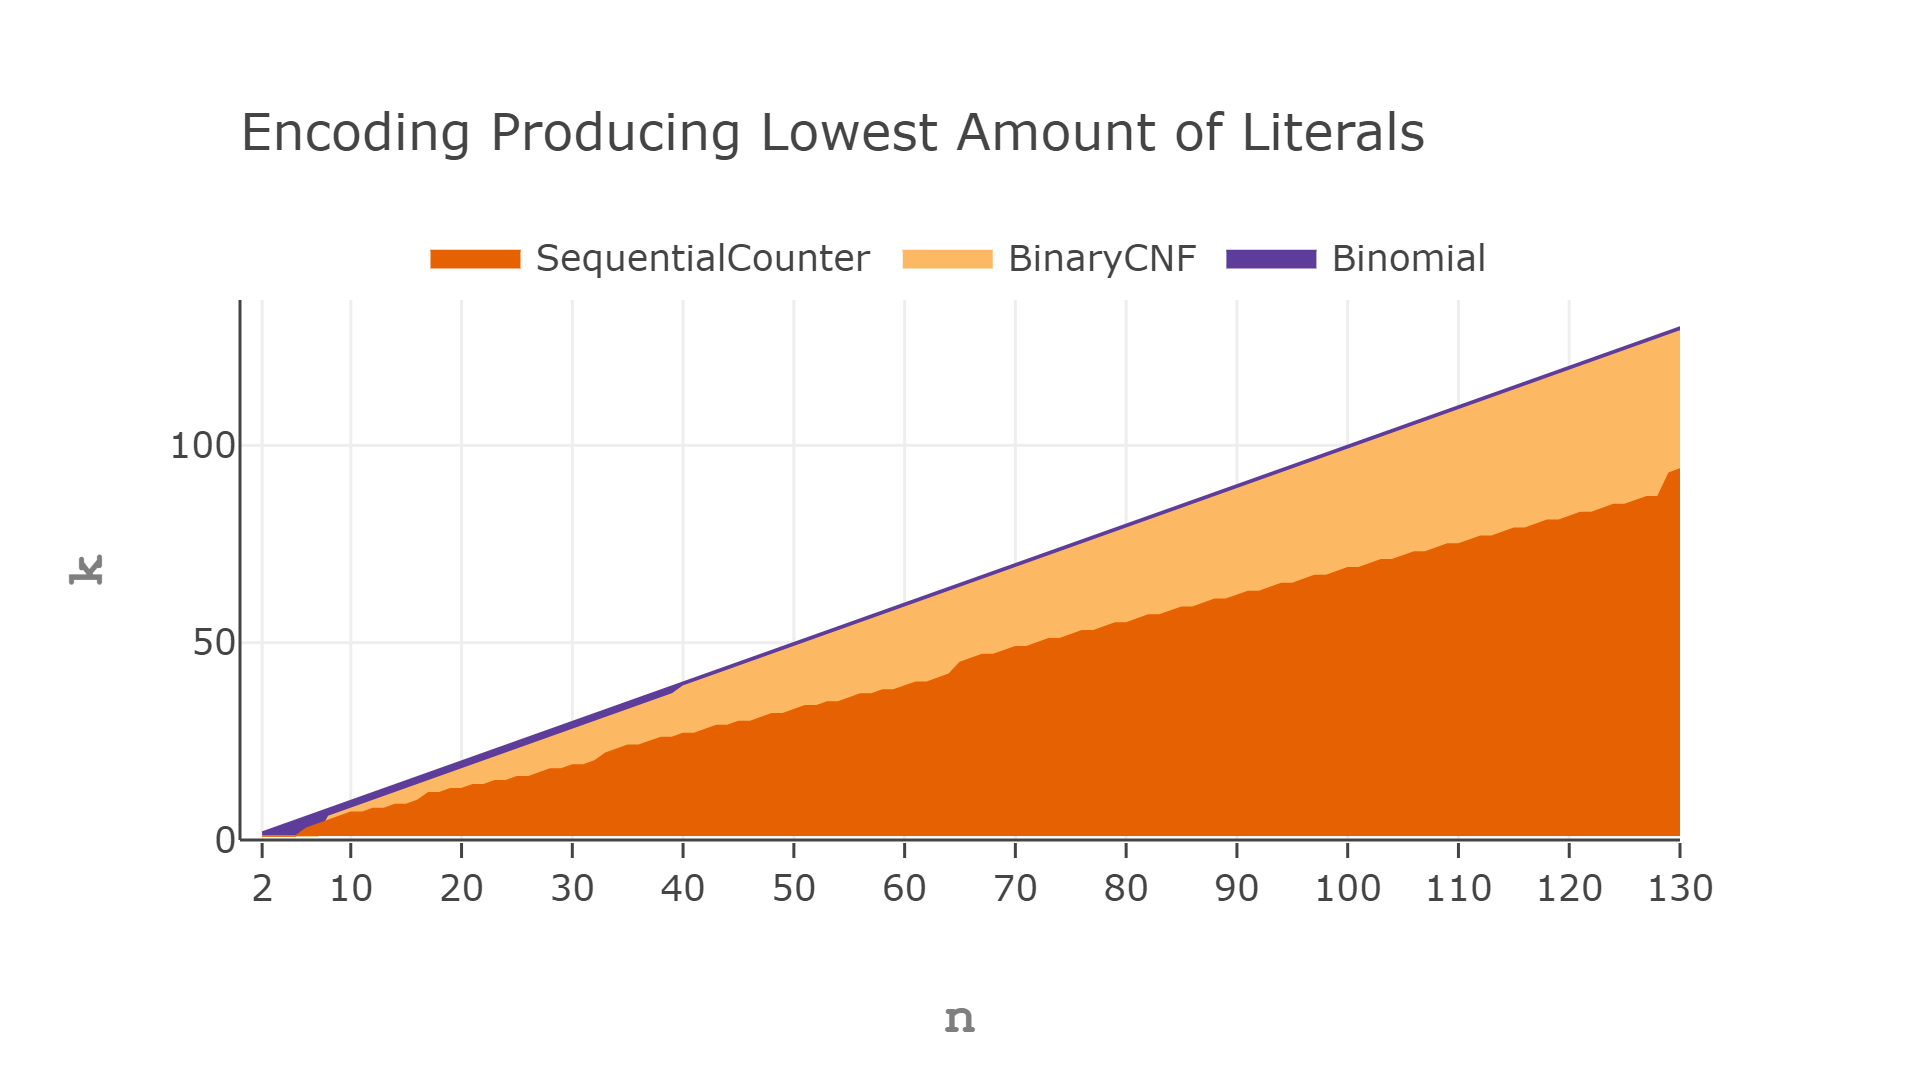 Encoding Producing Lowest Amount of Literals
SequentialCounter BinaryCNF Binomial
100
50
0
k
2 10 20 30 40 50 60 70 80 90 100 110 120 130
n